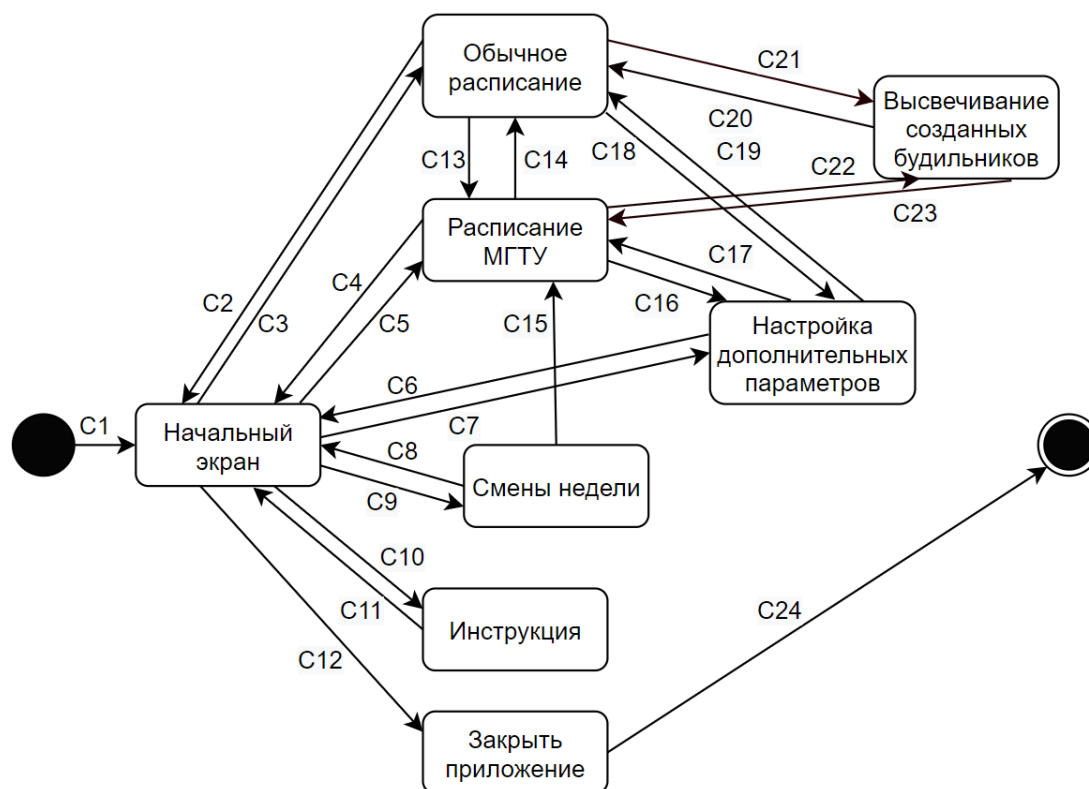 Обычное
расписание
C21
Высвечивание
созданных
будильников
C20
C13
C14
C18
C19
C22
C23
Расписание
МГТУ
C17
C4
C2
C3
C5
C15
C16
Настройка
дополнительных
параметров
C6
C1
Начальный
экран
C7
C8
C9
Смены недели
C10
C11
Инструкция
C24
C12
Закрыть
приложение